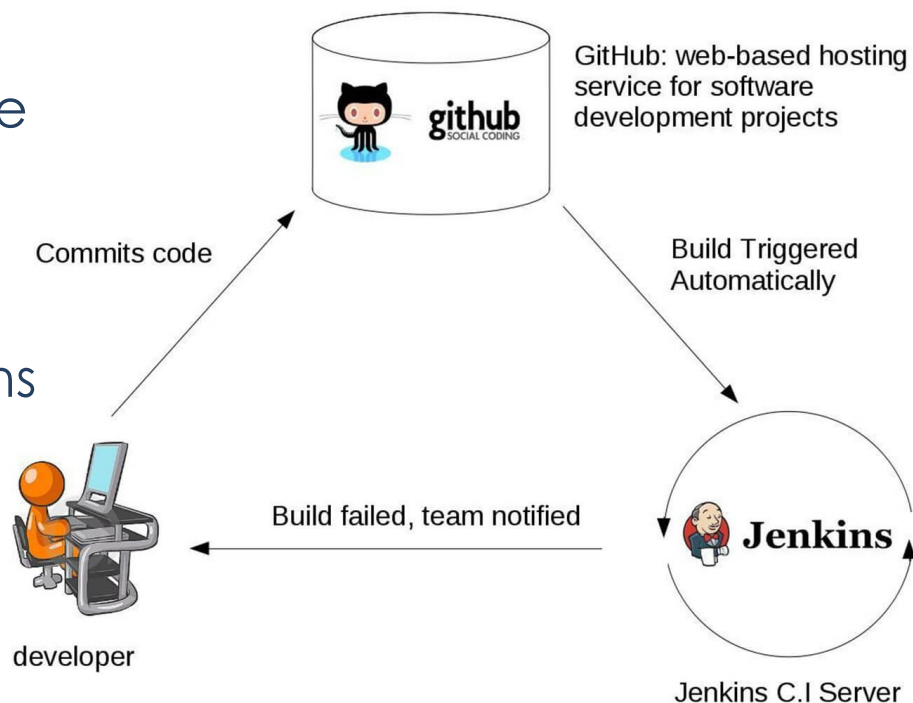 GitHub: web-based hosting
service for software
development projects
e
github
SOCIAL CODING
Commits code
Build Triggered
Automatically
ns
Build failed, team notified
Jenkins
developer
Jenkins C.I Server